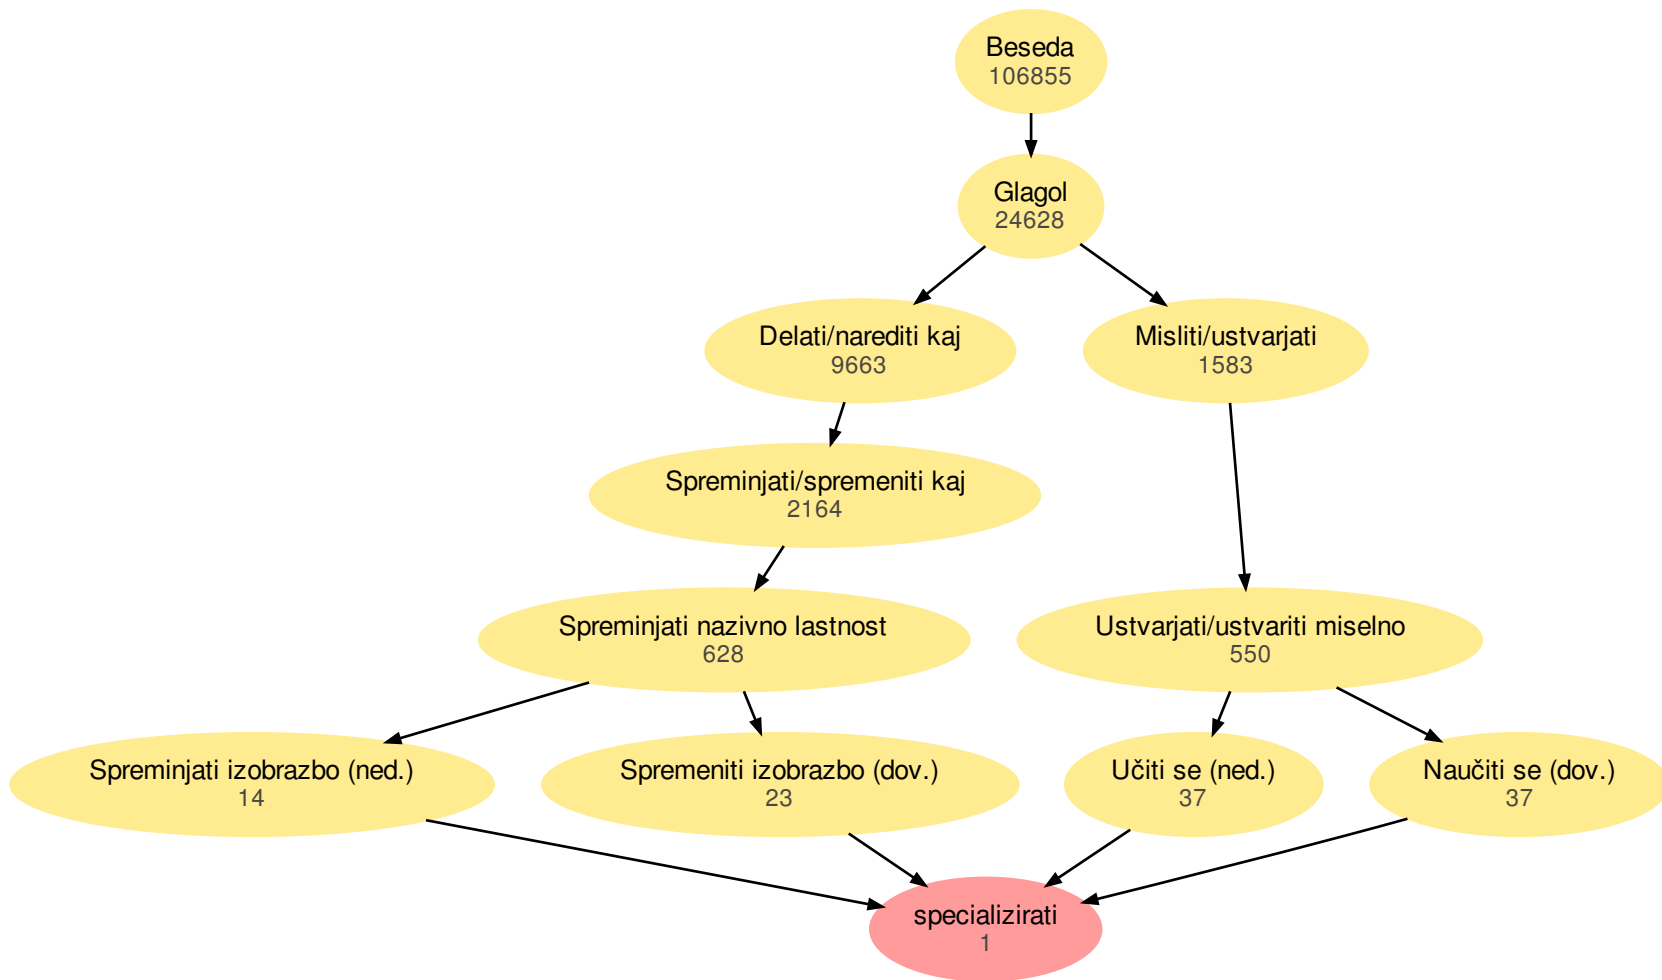 Beseda
106855
Glagol
24628
Delati/narediti kaj
9663
Misliti/ustvarjati
1583
Spreminjati/spremeniti kaj
2164
Spreminjati nazivno lastnost
628
Ustvarjati/ustvariti miselno
550
Spreminjati izobrazbo (ned.)
14
Spremeniti izobrazbo (dov.)
23
Učiti se (ned.)
37
Naučiti se (dov.)
37
specializirati
1